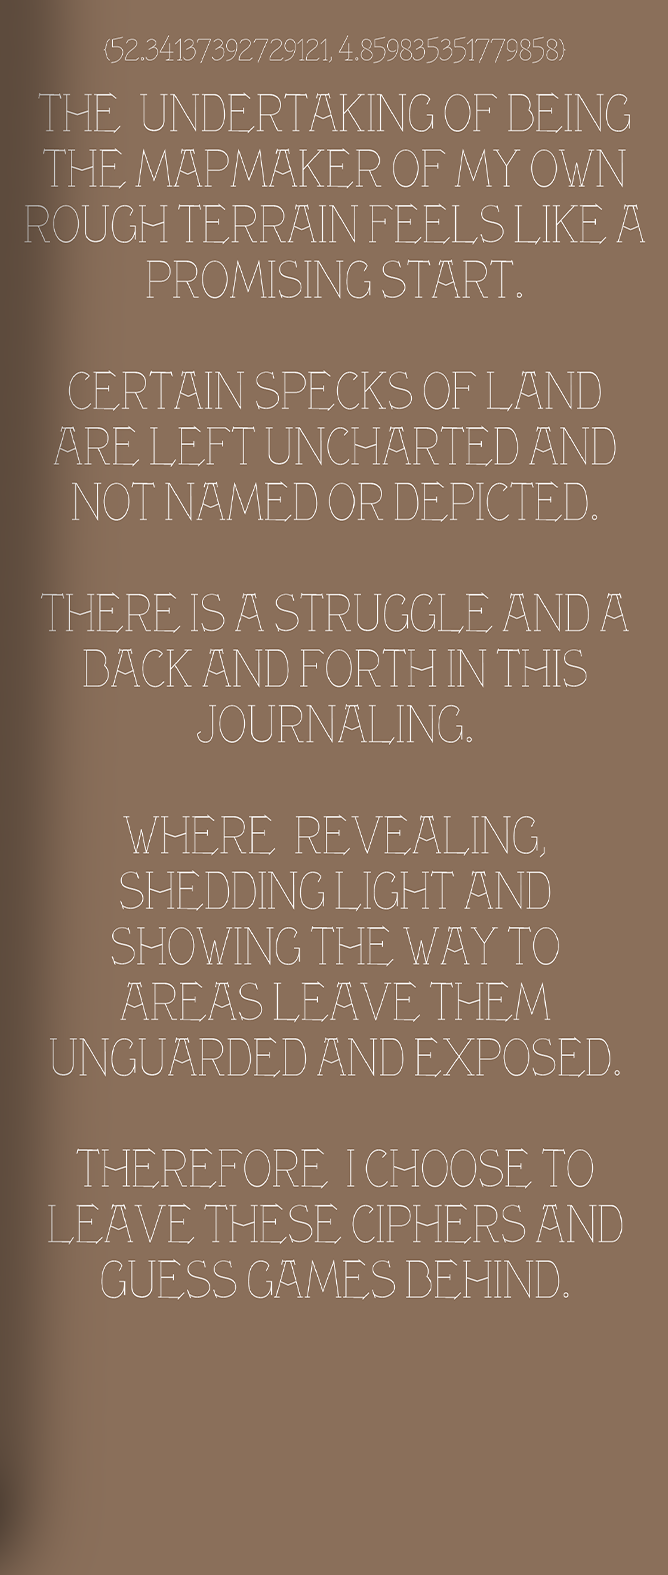 (52.34137392729121, 4.859835351779858)
THE UNDERTAKING OF BEING
THE MAPMAKER OF MY OWN
ROUGH TERRAIN FEELS LIKE A
PROMISING START.
CERTAIN SPECKS OF LAND
ARE LEFT UNCHARTED AND
NOT NAMED OR DEPICTED.
THERE IS A STRUGGLE AND A
BACK AND FORTH IN THIS
JOURNALING.
WHERE REVEALING,
SHEDDING LIGHT AND
SHOWING THE WAY TO
AREAS LEAVE THEM
UNGUARDED AND EXPOSED.
THEREFORE I CHOOSE TO
LEAVE THESE CIPHERS AND
GUESS GAMES BEHIND.